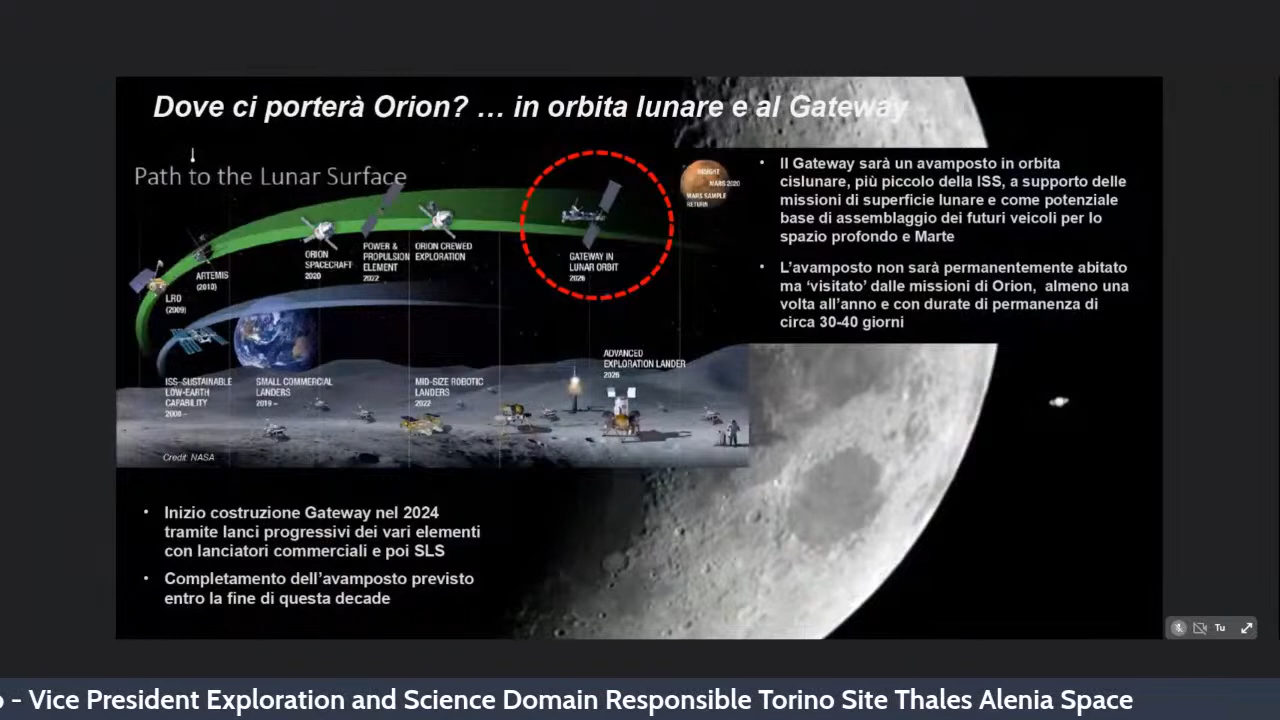 Dove ci porterà Orion? … in orbita lunare e al Gateway
Path to the Lunar Surface
INSIGHT
MARS 2020
MARS SAMPLE
RETURN
ORION
SPACECRAFT
2020
POWER &
PROPULSION
ELEMENT
2022
ORION CREWED
EXPLORATION
GATEWAY IN
LUNAR ORBIT
2026
ARTEMIS
(2010)
LRO
(2009)
ISS–SUSTAINABLE
LOW-EARTH
CAPABILITY
2000 –
SMALL COMMERCIAL
LANDERS
2019 –
MID-SIZE ROBOTIC
LANDERS
2022
ADVANCED
EXPLORATION LANDER
2026
Credit: NASA
• Il Gateway sarà un avamposto in orbita
cislunare, più piccolo della ISS, a supporto delle
missioni di superficie lunare e come potenziale
base di assemblaggio dei futuri veicoli per lo
spazio profondo e Marte
• L’avamposto non sarà permanentemente abitato
ma ‘visitato’ dalle missioni di Orion, almeno una
volta all’anno e con durate di permanenza di
circa 30-40 giorni
• Inizio costruzione Gateway nel 2024
tramite lanci progressivi dei vari elementi
con lanciatori commerciali e poi SLS
• Completamento dell’avamposto previsto
entro la fine di questa decade
Tu
- Vice President Exploration and Science Domain Responsible Torino Site Thales Alenia Space